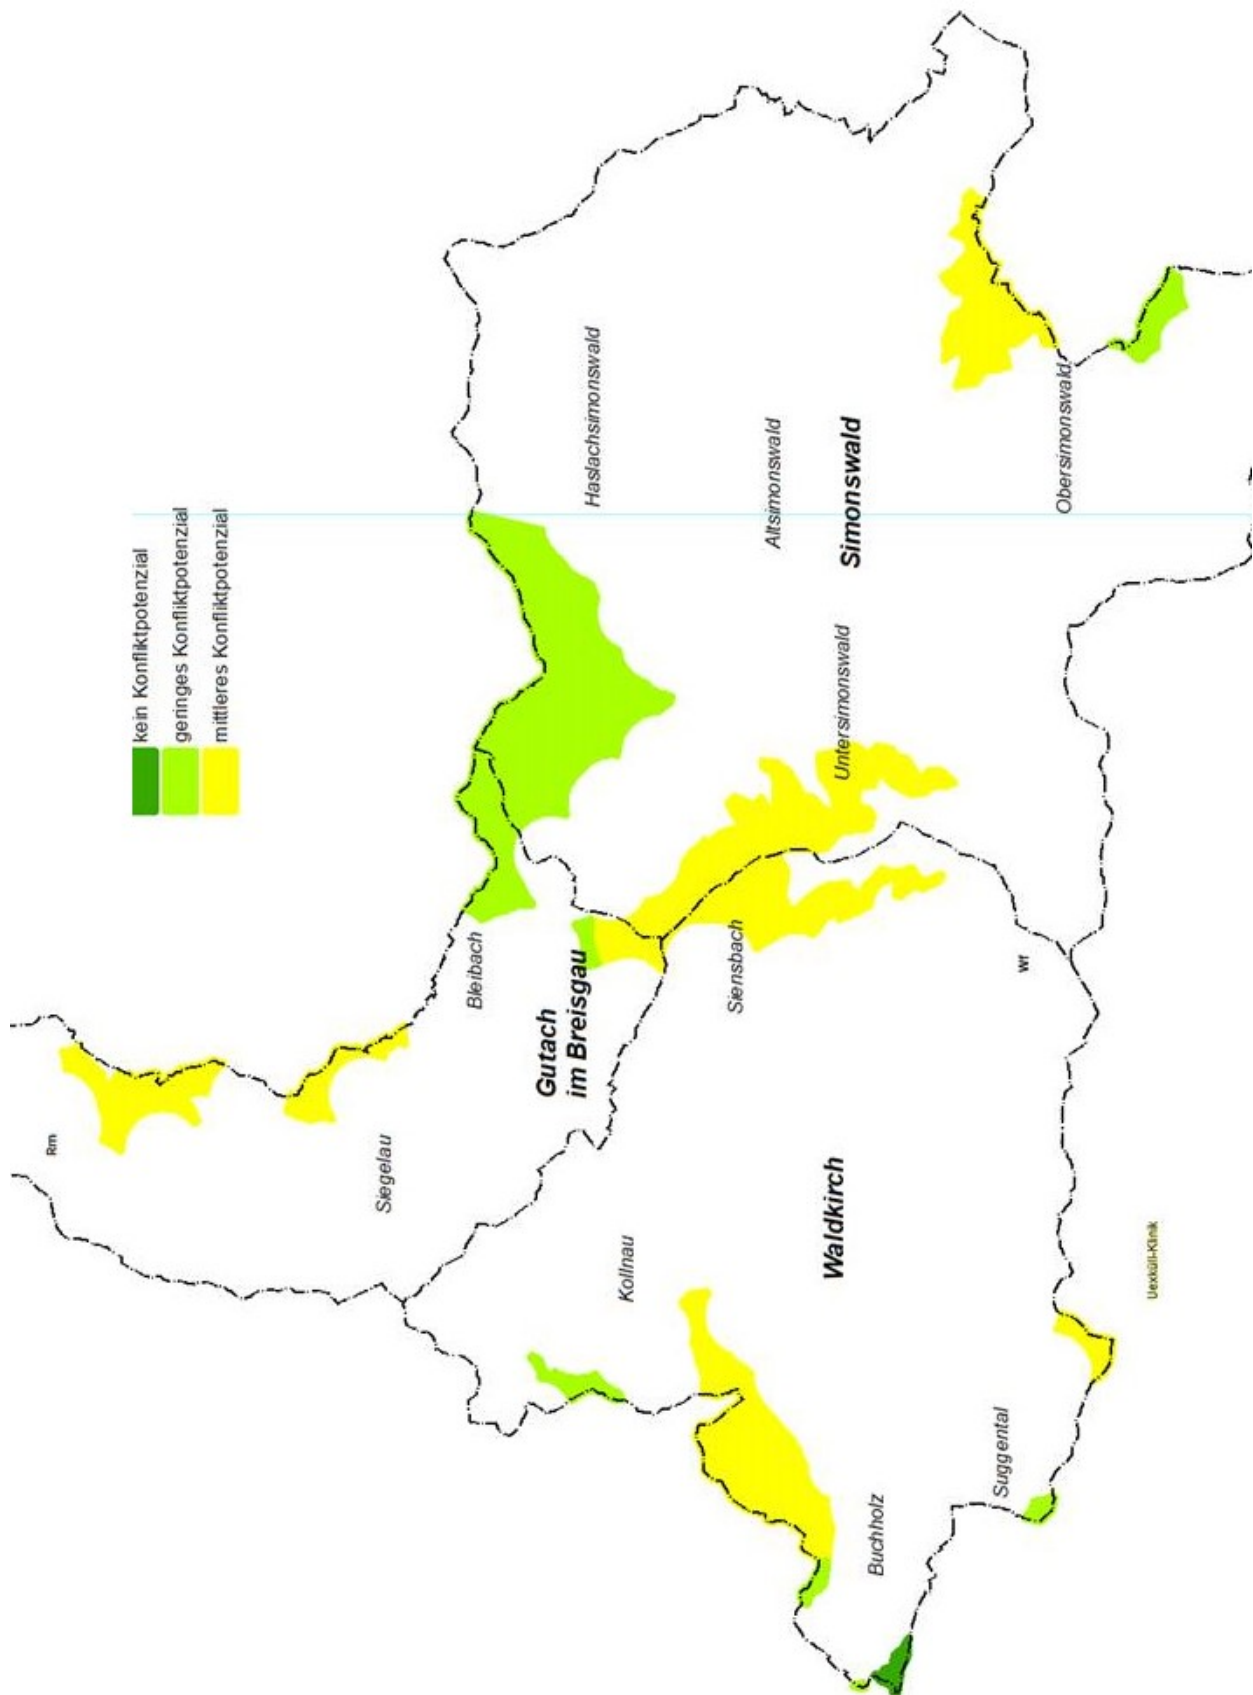 kein Konfliktpotenzial
geringes Konfliktpotenzial
mittleres Konfliktpotenzial
Rm
Siegelau
Bleibach
Gutach
im Breisgau
Haslachsimonswald
Altsimonswald
Simonswald
Obersimonswald
Untersimonswald
Siensbach
Wf
Kollnau
Waldkirch
Uexküll-Klinik
Suggental
Buchholz